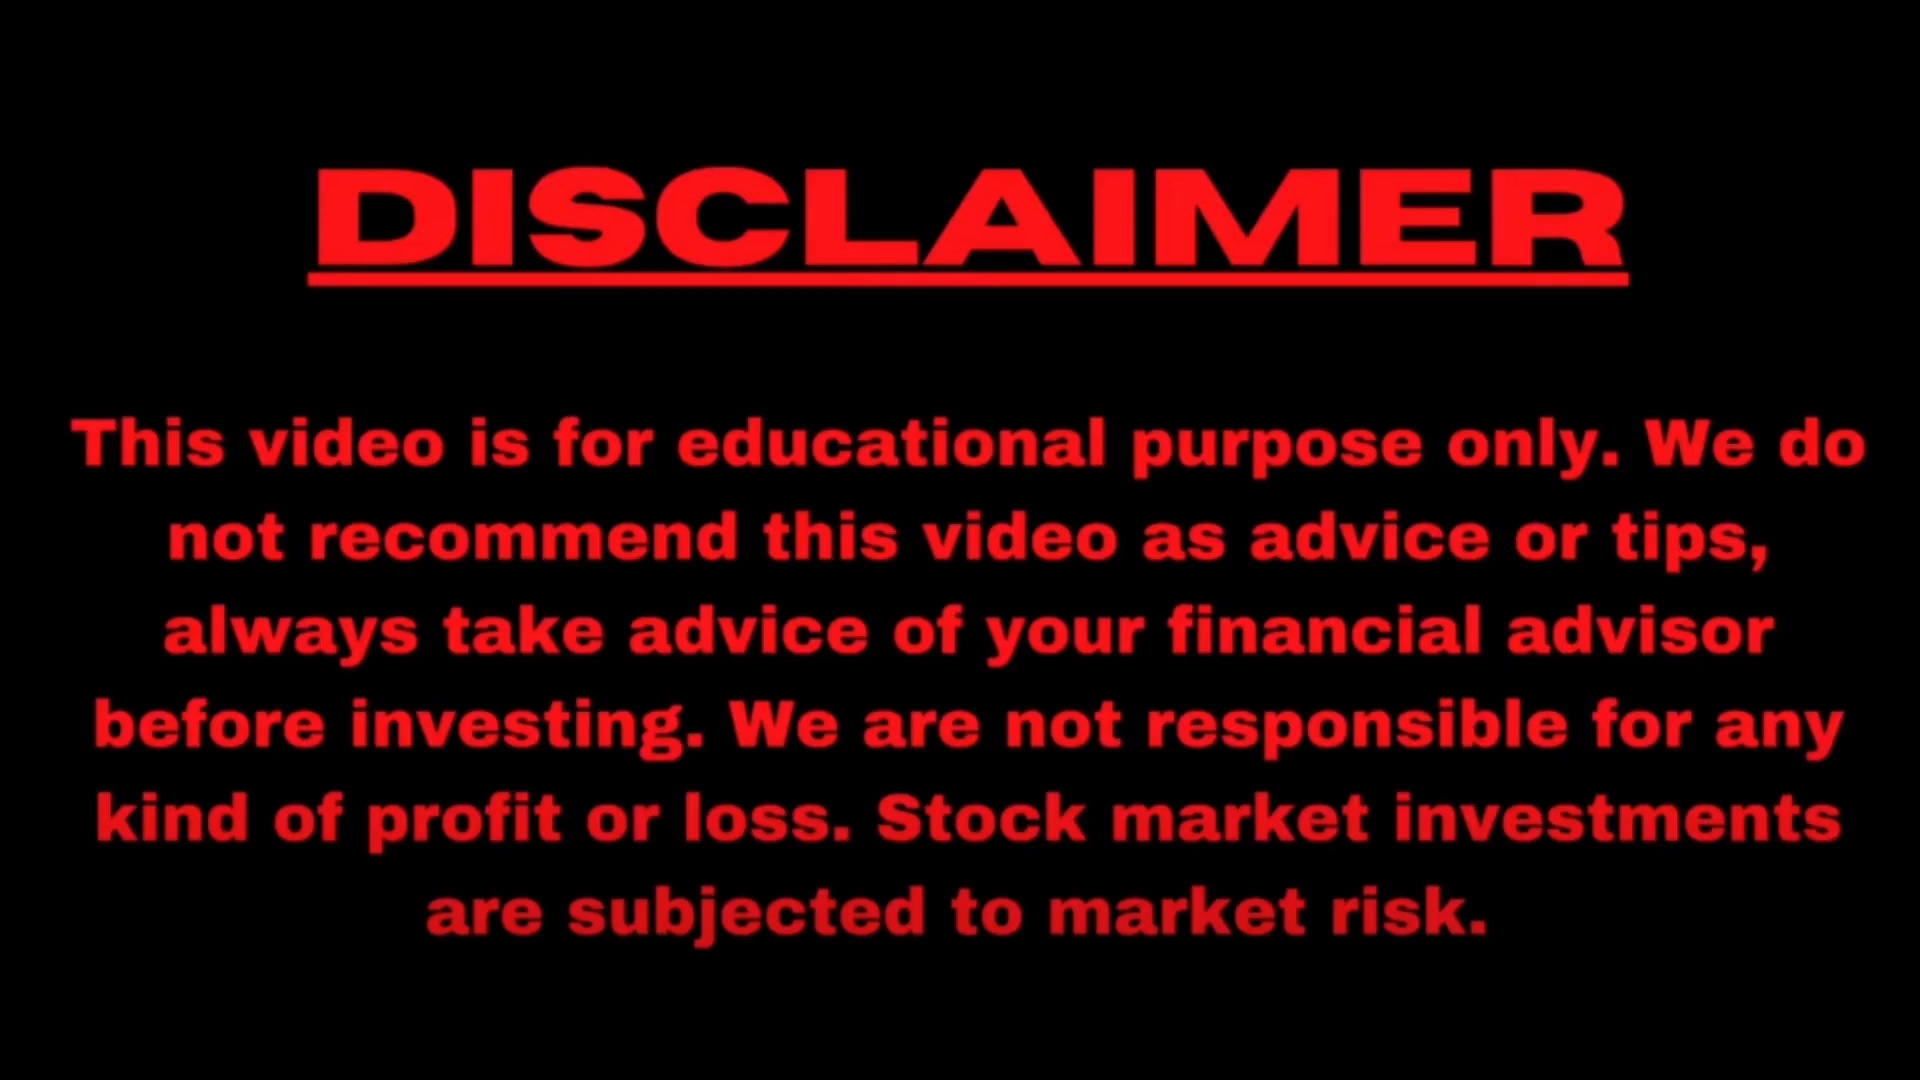 DISCLAIMER
This video is for educational purpose only. We do
not recommend this video as advice or tips,
always take advice of your financial advisor
before investing. We are not responsible for any
kind of profit or loss. Stock market investments
are subjected to market risk.